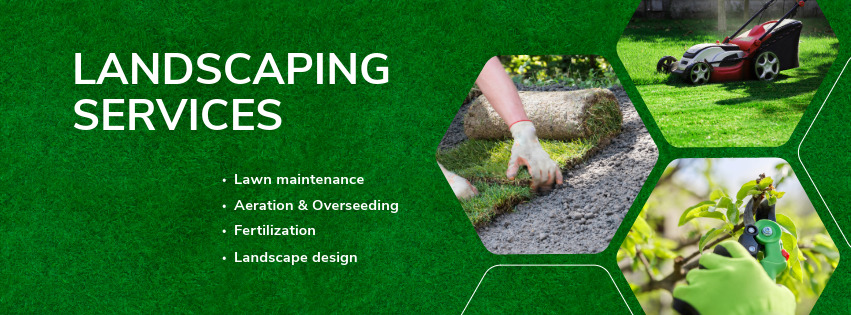 LANDSCAPING
SERVICES
• Lawn maintenance
• Aeration & Overseeding
• Fertilization
• Landscape design